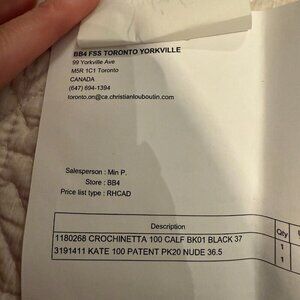 BB4 FSS TORONTO YORKVILLE
99 Yorkville Ave
M5R 1C1 Toronto
CANADA
(647) 694-1394
toronto.on@ca.christianlouboutin.com
Salesperson : Min P.
Store : BB4
Price list type : RHCAD
Description Qty
1180268 CROCHINETTA 100 CALF BK01 BLACK 37 1
3191411 KATE 100 PATENT PK20 NUDE 36.5 1